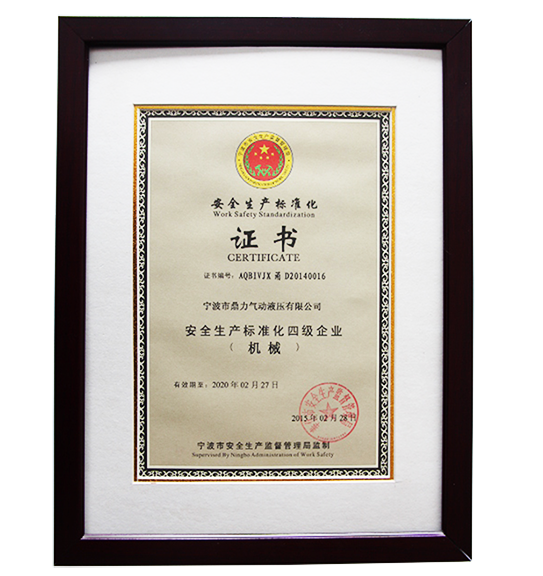 安全生产标准化
Work Safety Standardization
证书
CERTIFICATE
证书编号：AQBIVJX 甬 D20140016
宁波市鼎力气动液压有限公司
安全生产标准化四级企业
（ 机械 ）
有效期至：2020 年 02 月 27 日
2015 年 02 月 28 日
宁波市安全生产监督管理局监制
Supervised By Ningbo Administration of Work Safety